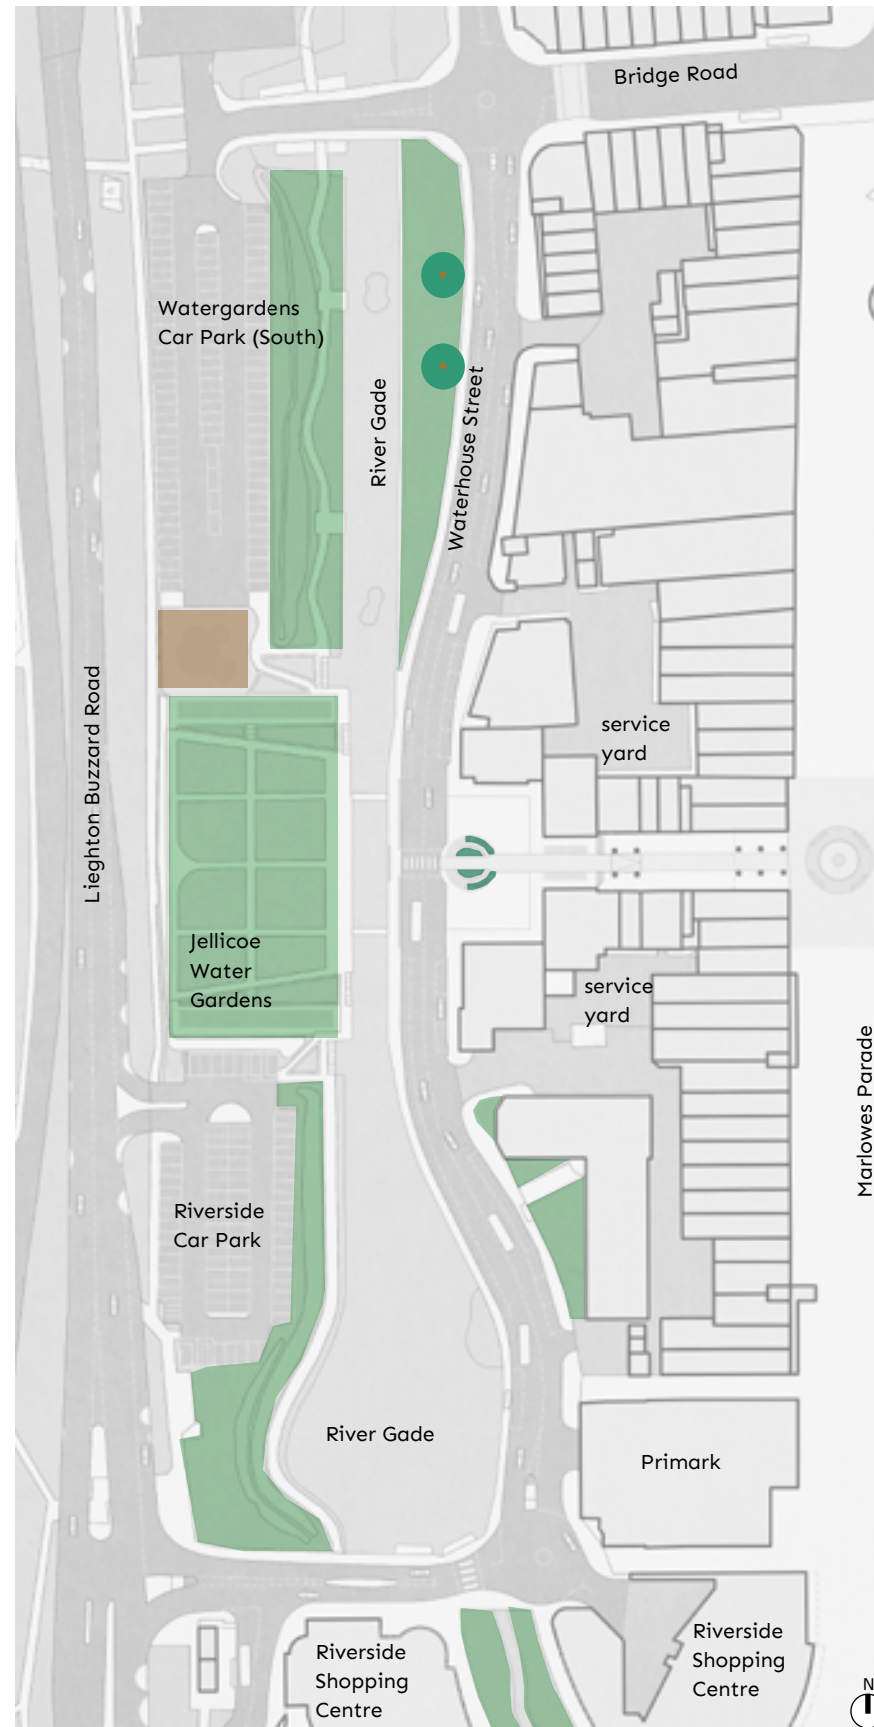 Bridge Road
Watergardens
Car Park (South)
River Gade
Waterhouse Street
Lieghton Buzzard Road
service
yard
Jellicoe
Water
Gardens
service
yard
Marlowes Parade
Riverside
Car Park
River Gade
Primark
Riverside
Shopping
Centre
Riverside
Shopping
Centre
N